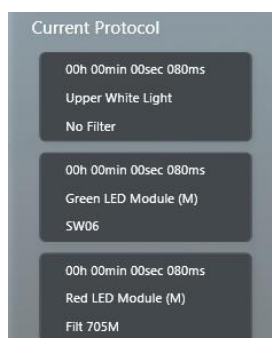 Current Protocol
00h 00min 00sec 080ms
Upper White Light
No Filter
00h 00min 00sec 080ms
Green LED Module (M)
SW06
00h 00min 00sec 080ms
Red LED Module (M)
Filt 705M